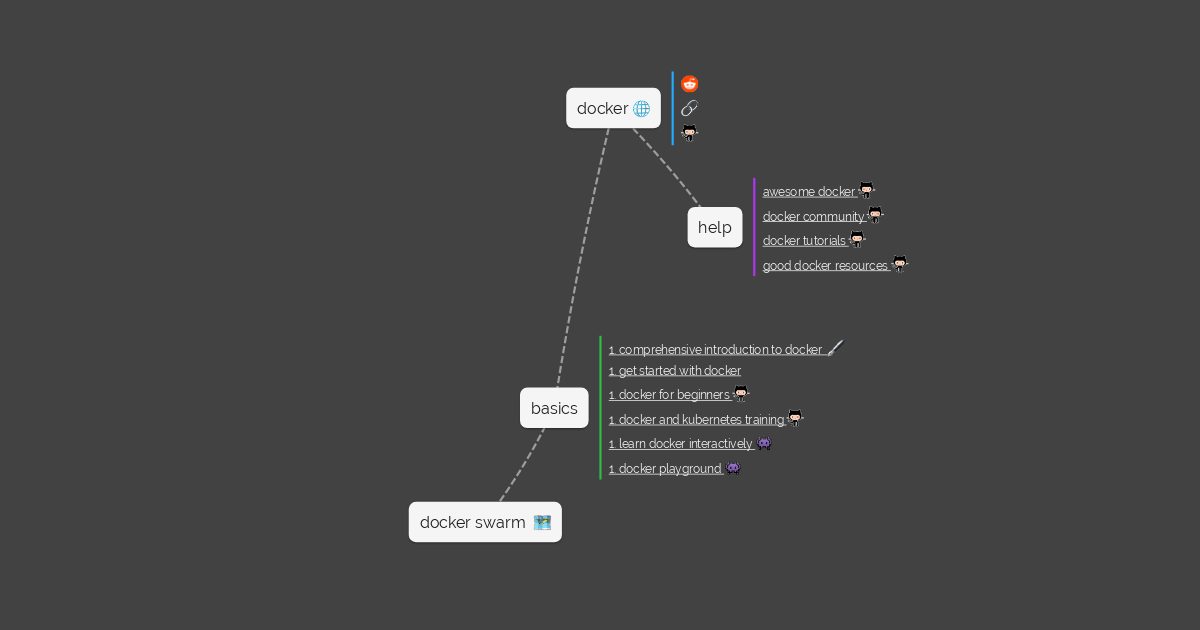 docker
help
awesome docker
docker community
docker tutorials
good docker resources
basics
1. comprehensive introduction to docker
1. get started with docker
1. docker for beginners
1. docker and kubernetes training
1. learn docker interactively
1. docker playground
docker swarm